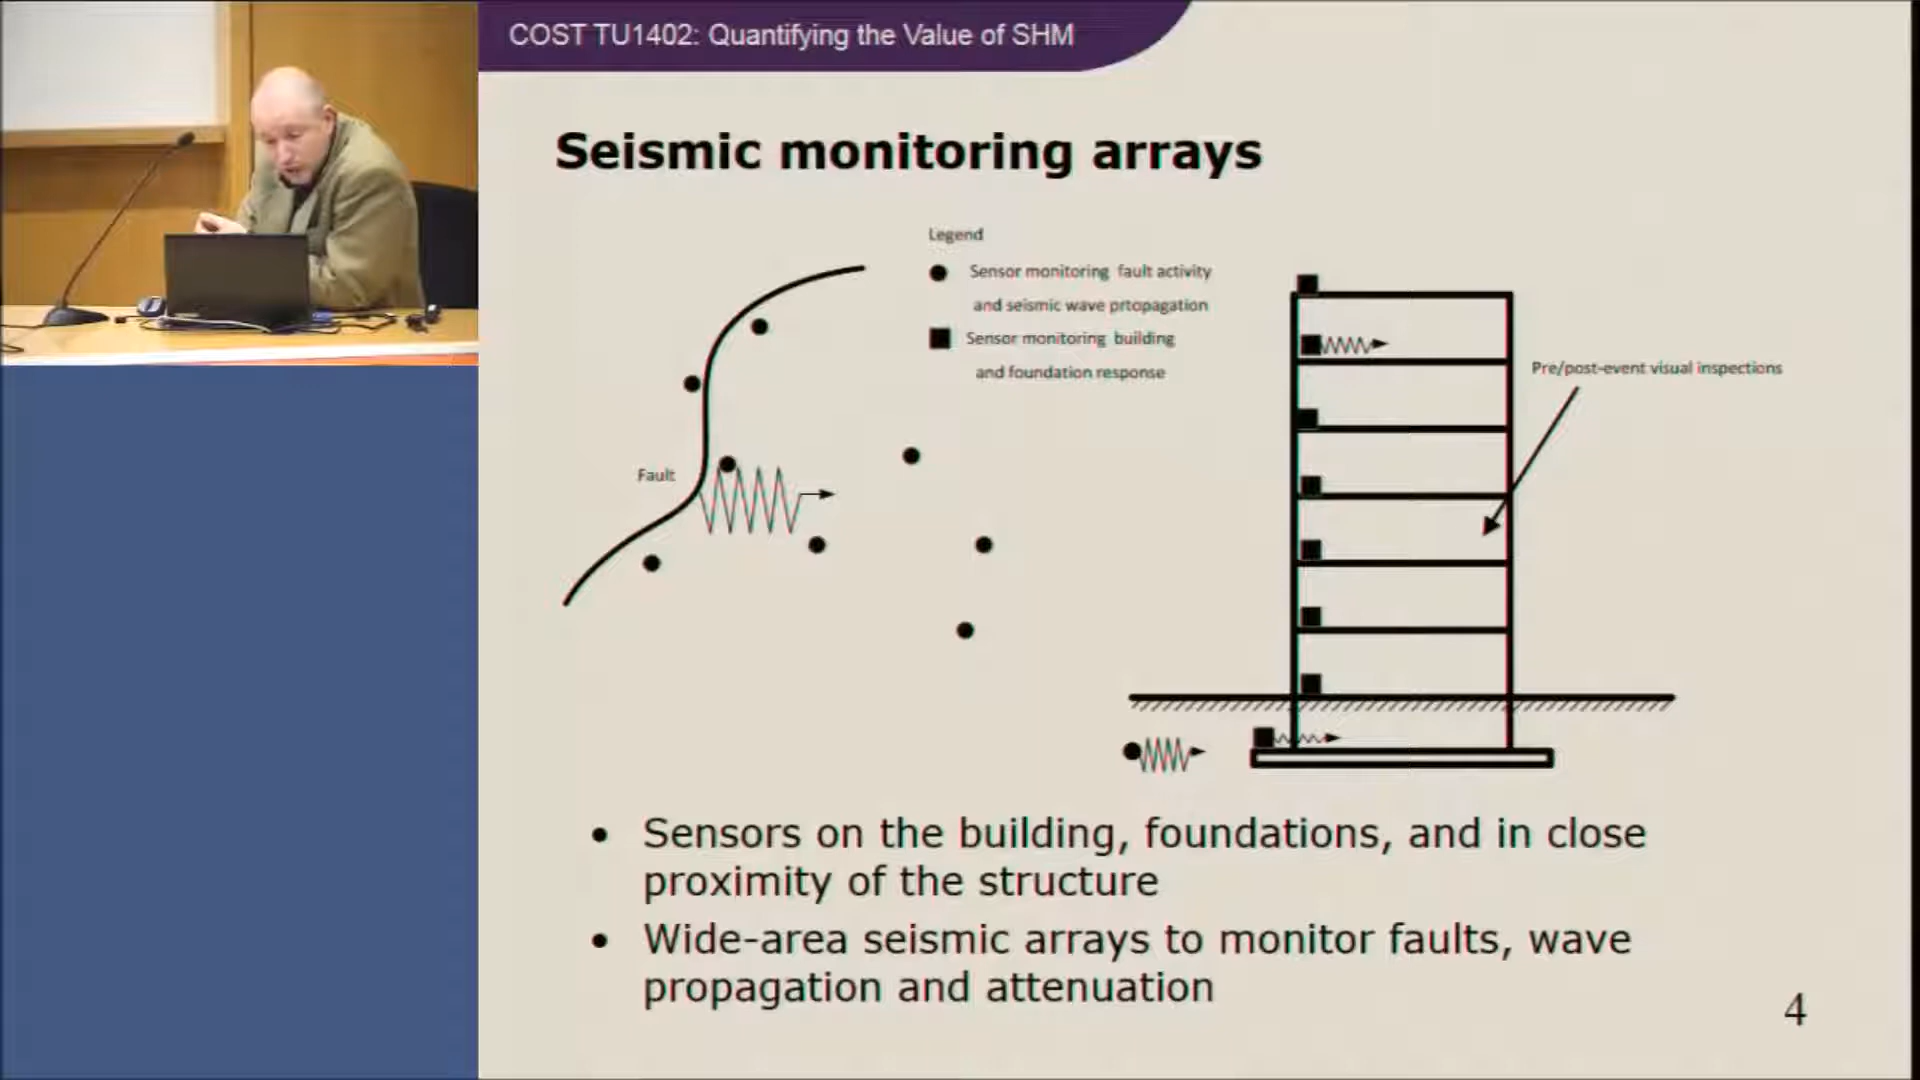 COST TU1402: Quantifying the Value of SHM
Seismic monitoring arrays
Legend
Sensor monitoring fault activity
and seismic wave prtopagation
Sensor monitoring building
and foundation response
Pre/post-event visual inspections
Fault
• Sensors on the building, foundations, and in close
proximity of the structure
• Wide-area seismic arrays to monitor faults, wave
propagation and attenuation
4